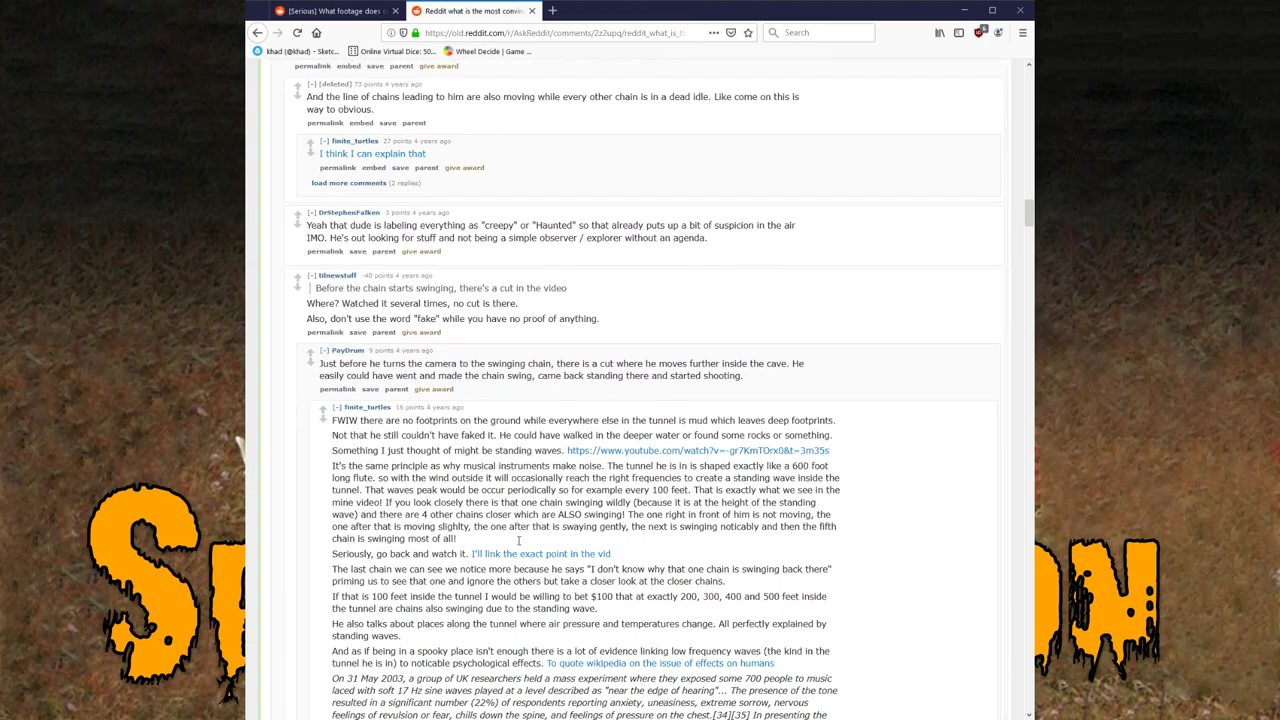 [Serious] What footage does c
Reddit what is the most convin
https://old.reddit.com/r/AskReddit/comments/2z2upq/reddit_what_is_
Search
khad (@khad) - Sketc...
Online Virtual Dice: 50...
Wheel Decide | Game ...
permalink embed save parent give award
[-] [deleted] 73 points 4 years ago
And the line of chains leading to him are also moving while every other chain is in a dead idle. Like come on this is
way to obvious.
permalink embed save parent
[-] finite_turtles 27 points 4 years ago
I think I can explain that
permalink embed save parent give award
load more comments (2 replies)
[-] DrStephenFalken 3 points 4 years ago
Yeah that dude is labeling everything as "creepy" or "Haunted" so that already puts up a bit of suspicion in the air
IMO. He's out looking for stuff and not being a simple observer / explorer without an agenda.
permalink save parent give award
[-] tilnewstuff -40 points 4 years ago
Before the chain starts swinging, there's a cut in the video
Where? Watched it several times, no cut is there.
Also, don't use the word "fake" while you have no proof of anything.
permalink save parent give award
[-] PayDrum 9 points 4 years ago
Just before he turns the camera to the swinging chain, there is a cut where he moves further inside the cave. He
easily could have went and made the chain swing, came back standing there and started shooting.
permalink save parent give award
[-] finite_turtles 16 points 4 years ago
FWIW there are no footprints on the ground while everywhere else in the tunnel is mud which leaves deep footprints.
Not that he still couldn't have faked it. He could have walked in the deeper water or found some rocks or something.
Something I just thought of might be standing waves. https://www.youtube.com/watch?v=-gr7KmTOrx0&t=3m35s
It's the same principle as why musical instruments make noise. The tunnel he is in is shaped exactly like a 600 foot
long flute. so with the wind outside it will occasionally reach the right frequencies to create a standing wave inside the
tunnel. That waves peak would be occur periodically so for example every 100 feet. That is exactly what we see in the
mine video! If you look closely there is that one chain swinging wildly (because it is at the height of the standing
wave) and there are 4 other chains closer which are ALSO swinging! The one right in front of him is not moving, the
one after that is moving slighlty, the one after that is swaying gently, the next is swinging noticably and then the fifth
chain is swinging most of all!
Seriously, go back and watch it. I'll link the exact point in the vid
The last chain we can see we notice more because he says "I don't know why that one chain is swinging back there"
priming us to see that one and ignore the others but take a closer look at the closer chains.
If that is 100 feet inside the tunnel I would be willing to bet $100 that at exactly 200, 300, 400 and 500 feet inside
the tunnel are chains also swinging due to the standing wave.
He also talks about places along the tunnel where air pressure and temperatures change. All perfectly explained by
standing waves.
And as if being in a spooky place isn't enough there is a lot of evidence linking low frequency waves (the kind in the
tunnel he is in) to noticable psychological effects. To quote wikipedia on the issue of effects on humans
On 31 May 2003, a group of UK researchers held a mass experiment where they exposed some 700 people to music
laced with soft 17 Hz sine waves played at a level described as "near the edge of hearing"... The presence of the tone
resulted in a significant number (22%) of respondents reporting anxiety, uneasiness, extreme sorrow, nervous
feelings of revulsion or fear, chills down the spine, and feelings of pressure on the chest.[34][35] In presenting the